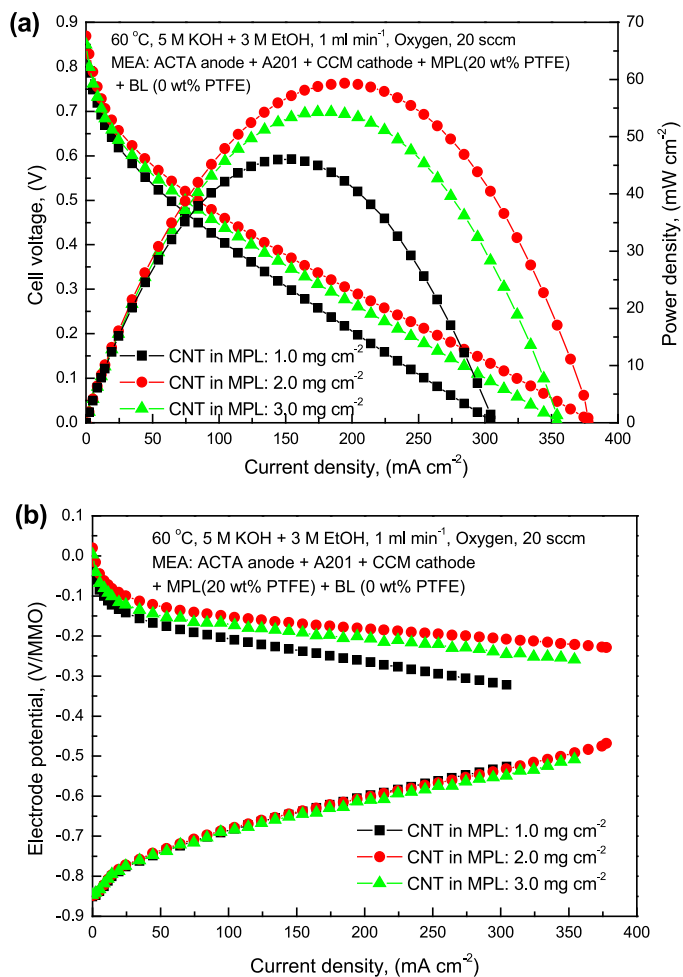 (a)
60 °C, 5 M KOH + 3 M EtOH, 1 ml min⁻¹, Oxygen, 20 sccm
MEA: ACTA anode + A201 + CCM cathode + MPL(20 wt% PTFE)
+ BL (0 wt% PTFE)
0.9
0.8
0.7
0.6
0.5
0.4
0.3
0.2
0.1
0.0
Cell voltage, (V)
70
60
50
40
30
20
10
0
Power density, (mW cm⁻²)
CNT in MPL: 1.0 mg cm⁻²
CNT in MPL: 2.0 mg cm⁻²
CNT in MPL: 3.0 mg cm⁻²
0 50 100 150 200 250 300 350 400
Current density, (mA cm⁻²)
(b)
60 °C, 5 M KOH + 3 M EtOH, 1 ml min⁻¹, Oxygen, 20 sccm
MEA: ACTA anode + A201 + CCM cathode
+ MPL(20 wt% PTFE) + BL (0 wt% PTFE)
0.1
0.0
-0.1
-0.2
-0.3
-0.4
-0.5
-0.6
-0.7
-0.8
-0.9
Electrode potential, (V/MMO)
CNT in MPL: 1.0 mg cm⁻²
CNT in MPL: 2.0 mg cm⁻²
CNT in MPL: 3.0 mg cm⁻²
0 50 100 150 200 250 300 350 400
Current density, (mA cm⁻²)